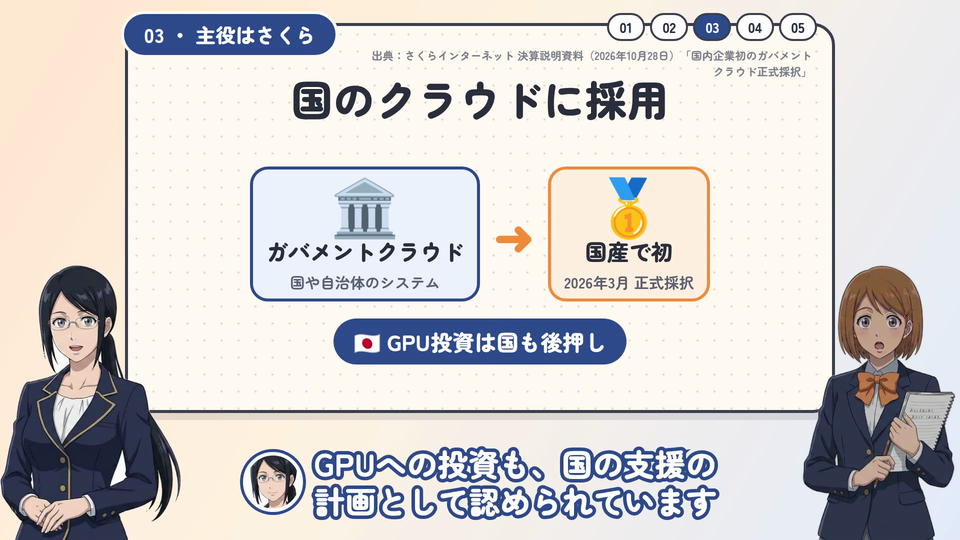 03 ・ 主役はさくら
01 02 03 04 05
出典：さくらインターネット 決算説明資料（2026年10月28日）「国内企業初のガバメント
クラウド正式採択」
国のクラウドに採用
ガバメントクラウド
国や自治体のシステム
1
国産で初
2026年3月 正式採択
GPU投資は国も後押し
GPUへの投資も、国の支援の
計画として認められています